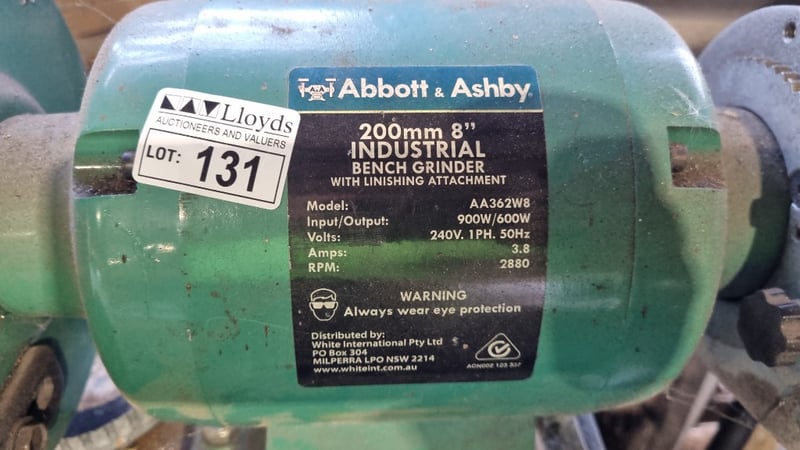 Lloyds
AUCTIONEERS AND VALUERS
LOT: 131
Abbott & Ashby
200mm 8”
INDUSTRIAL
BENCH GRINDER
WITH LINISHING ATTACHMENT
Model: AA362W8
Input/Output: 900W/600W
Volts: 240V. 1PH. 50Hz
Amps: 3.8
RPM: 2880
WARNING
Always wear eye protection
Distributed by:
White International Pty Ltd
PO Box 304
MILPERRA LPO NSW 2214
www.whiteint.com.au